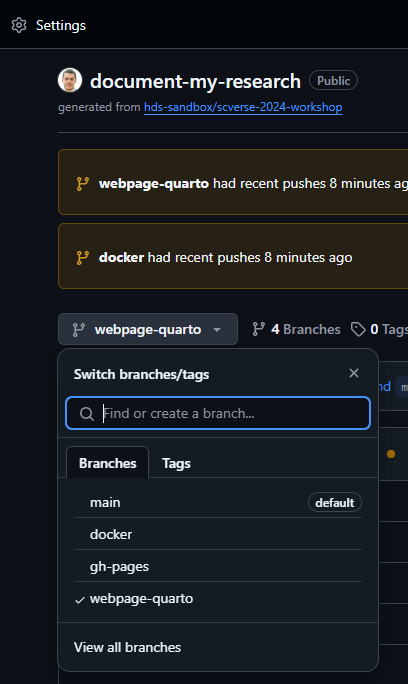 Settings
document-my-research Public
generated from hds-sandbox/scverse-2024-workshop
webpage-quarto had recent pushes 8 minutes ag
docker had recent pushes 8 minutes ago
webpage-quarto 4 Branches 0 Tags
Switch branches/tags
nd m
Find or create a branch...
Branches Tags
main default
docker
gh-pages
webpage-quarto
View all branches